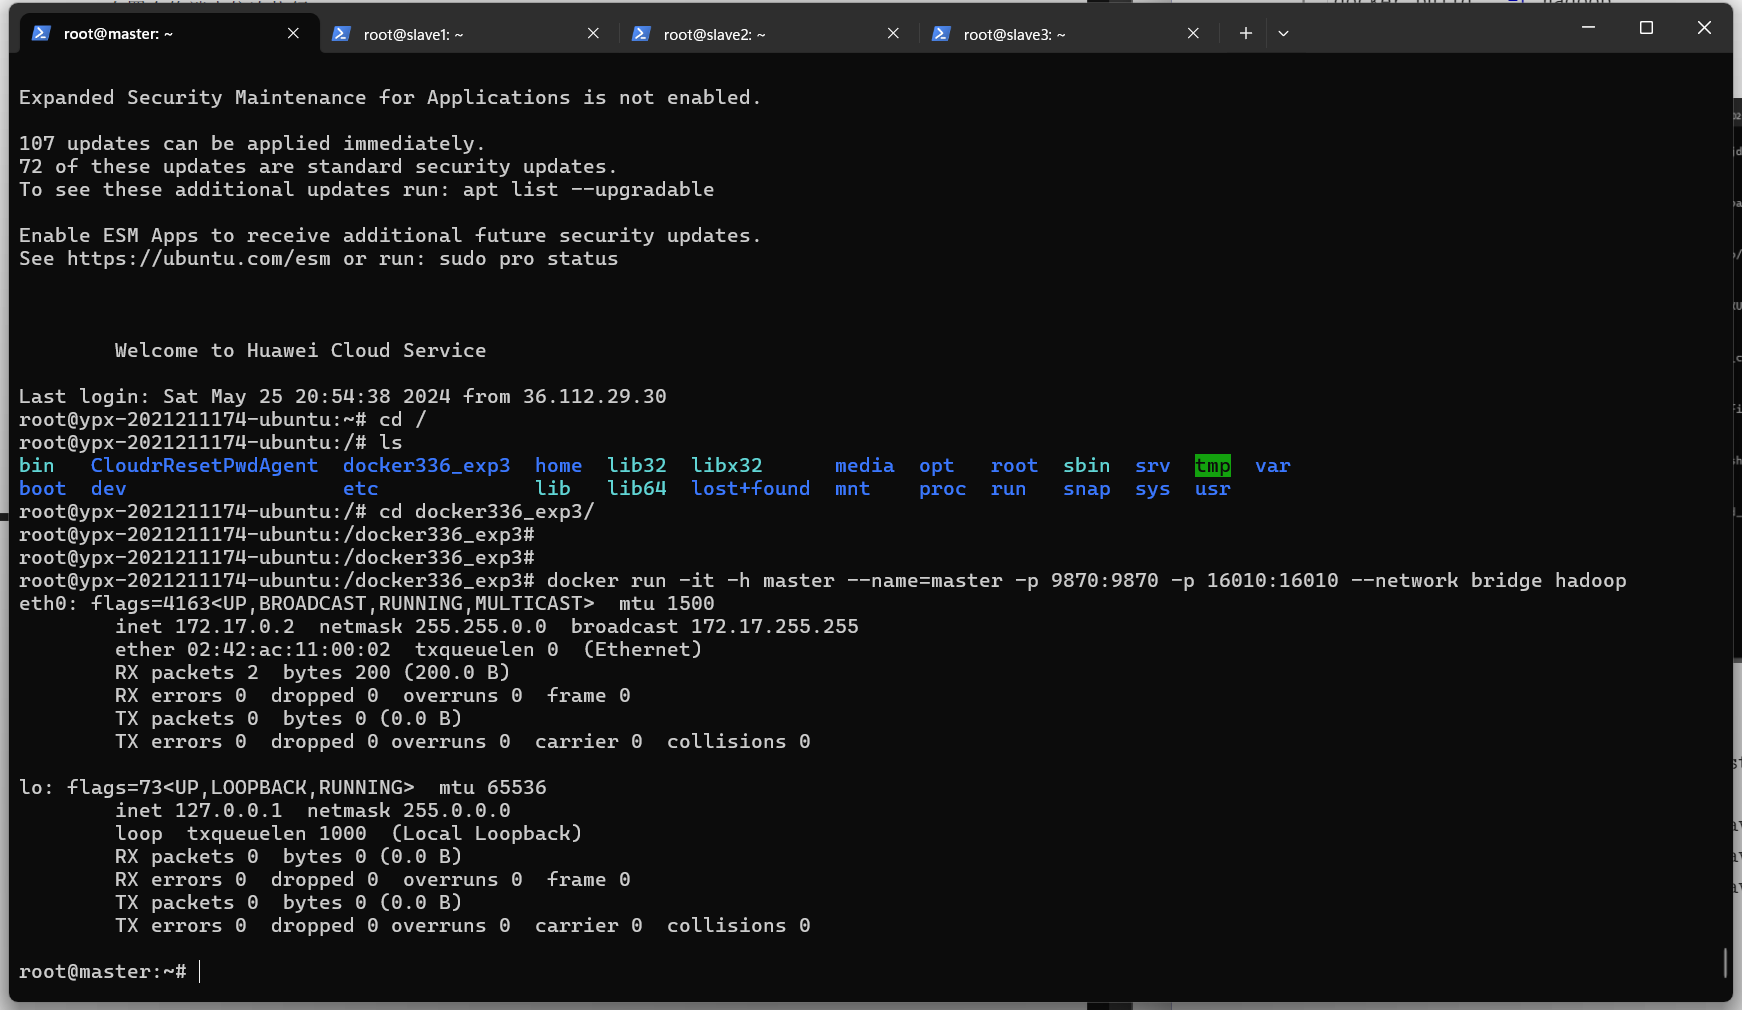 root@master: ~
root@slave1: ~
root@slave2: ~
root@slave3: ~
Expanded Security Maintenance for Applications is not enabled.
107 updates can be applied immediately.
72 of these updates are standard security updates.
To see these additional updates run: apt list --upgradable
Enable ESM Apps to receive additional future security updates.
See https://ubuntu.com/esm or run: sudo pro status
Welcome to Huawei Cloud Service
Last login: Sat May 25 20:54:38 2024 from 36.112.29.30
root@ypx-2021211174-ubuntu:~# cd /
root@ypx-2021211174-ubuntu:/# ls
bin   CloudrResetPwdAgent  docker336_exp3  home  lib32  libx32      media  opt   root  sbin  srv  tmp  var
boot  dev                  etc             lib   lib64  lost+found  mnt    proc  run   snap  sys  usr
root@ypx-2021211174-ubuntu:/# cd docker336_exp3/
root@ypx-2021211174-ubuntu:/docker336_exp3#
root@ypx-2021211174-ubuntu:/docker336_exp3#
root@ypx-2021211174-ubuntu:/docker336_exp3# docker run -it -h master --name=master -p 9870:9870 -p 16010:16010 --network bridge hadoop
eth0: flags=4163<UP,BROADCAST,RUNNING,MULTICAST>  mtu 1500
        inet 172.17.0.2  netmask 255.255.0.0  broadcast 172.17.255.255
        ether 02:42:ac:11:00:02  txqueuelen 0  (Ethernet)
        RX packets 2  bytes 200 (200.0 B)
        RX errors 0  dropped 0  overruns 0  frame 0
        TX packets 0  bytes 0 (0.0 B)
        TX errors 0  dropped 0 overruns 0  carrier 0  collisions 0
lo: flags=73<UP,LOOPBACK,RUNNING>  mtu 65536
        inet 127.0.0.1  netmask 255.0.0.0
        loop  txqueuelen 1000  (Local Loopback)
        RX packets 0  bytes 0 (0.0 B)
        RX errors 0  dropped 0  overruns 0  frame 0
        TX packets 0  bytes 0 (0.0 B)
        TX errors 0  dropped 0 overruns 0  carrier 0  collisions 0
root@master:~#